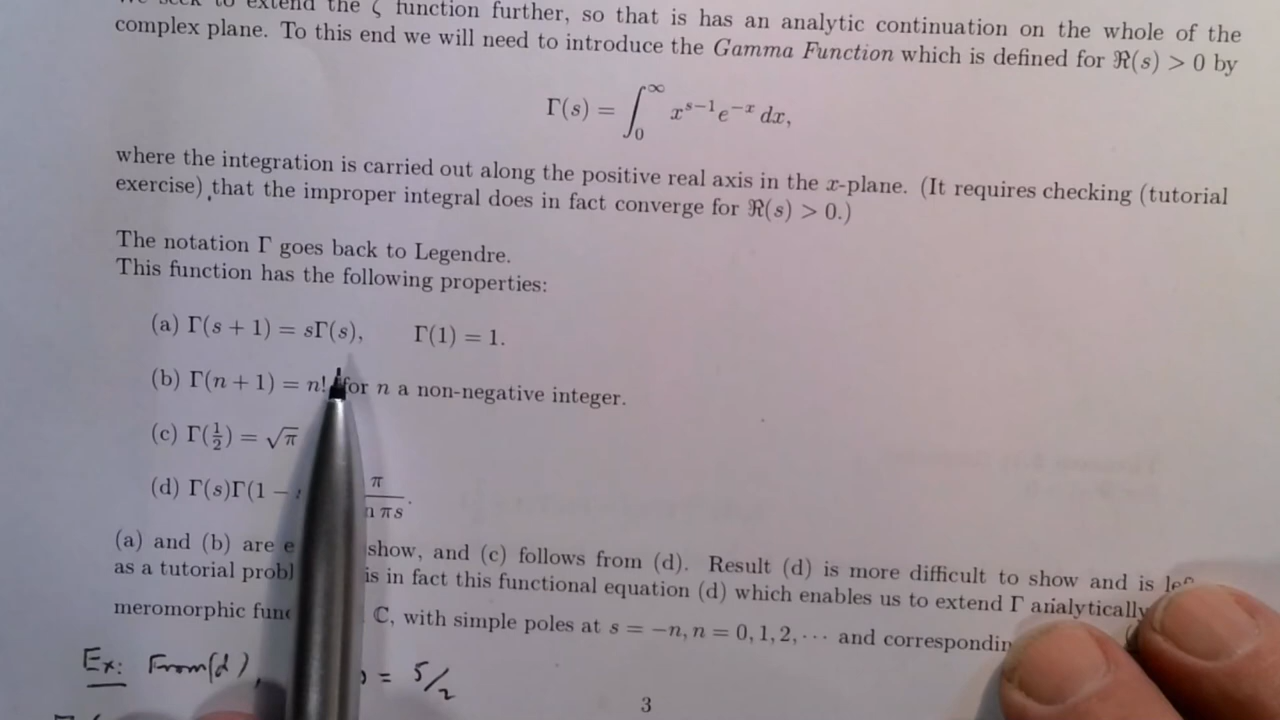 extend the ζ function further, so that is has an analytic continuation on the whole of the
complex plane. To this end we will need to introduce the Gamma Function which is defined for ℜ(s) > 0 by
Γ(s) = ∫₀^∞ x^{s−1} e^{−x} dx,
where the integration is carried out along the positive real axis in the x-plane. (It requires checking (tutorial
exercise), that the improper integral does in fact converge for ℜ(s) > 0.)
The notation Γ goes back to Legendre.
This function has the following properties:
(a) Γ(s + 1) = sΓ(s), Γ(1) = 1.
(b) Γ(n + 1) = n! for n a non-negative integer.
(c) Γ(½) = √π
(d) Γ(s)Γ(1 − π / πs.
(a) and (b) are show, and (c) follows from (d). Result (d) is more difficult to show and is
as a tutorial is in fact this functional equation (d) which enables us to extend Γ analytically
meromorphic ℂ, with simple poles at s = −n, n = 0, 1, 2, ⋯ and
Ex: From (d), = 5/2
3